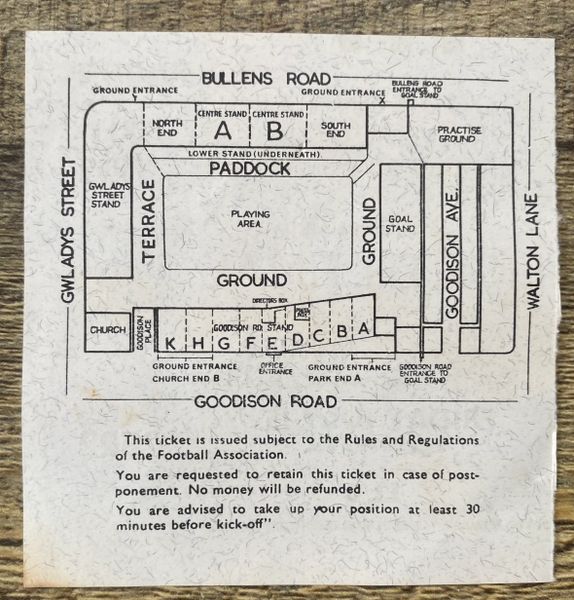 BULLENS ROAD
GROUND ENTRANCE
GROUND ENTRANCE
BULLENS ROAD
ENTRANCE TO
GOAL STAND
X
NORTH
END
CENTRE STAND
A
CENTRE STAND
B
SOUTH
END
PRACTISE
GROUND
LOWER STAND (UNDERNEATH).
PADDOCK
GWLADYS STREET
GWLADYS
STREET
STAND
TERRACE
PLAYING
AREA
GROUND
GOAL
STAND
GOODISON AVE.
WALTON LANE
GROUND
DIRECTORS BOX
CHURCH
GOODISON
PLACE
GOODISON RD. STAND
K H G F E D C B A
GROUND ENTRANCE
CHURCH END B
OFFICE
ENTRANCE
GROUND ENTRANCE
PARK END A
GOODISON ROAD
ENTRANCE TO
GOAL STAND
GOODISON ROAD
This ticket is issued subject to the Rules and Regulations
of the Football Association.
You are requested to retain this ticket in case of post-
ponement. No money will be refunded.
You are advised to take up your position at least 30
minutes before kick-off".